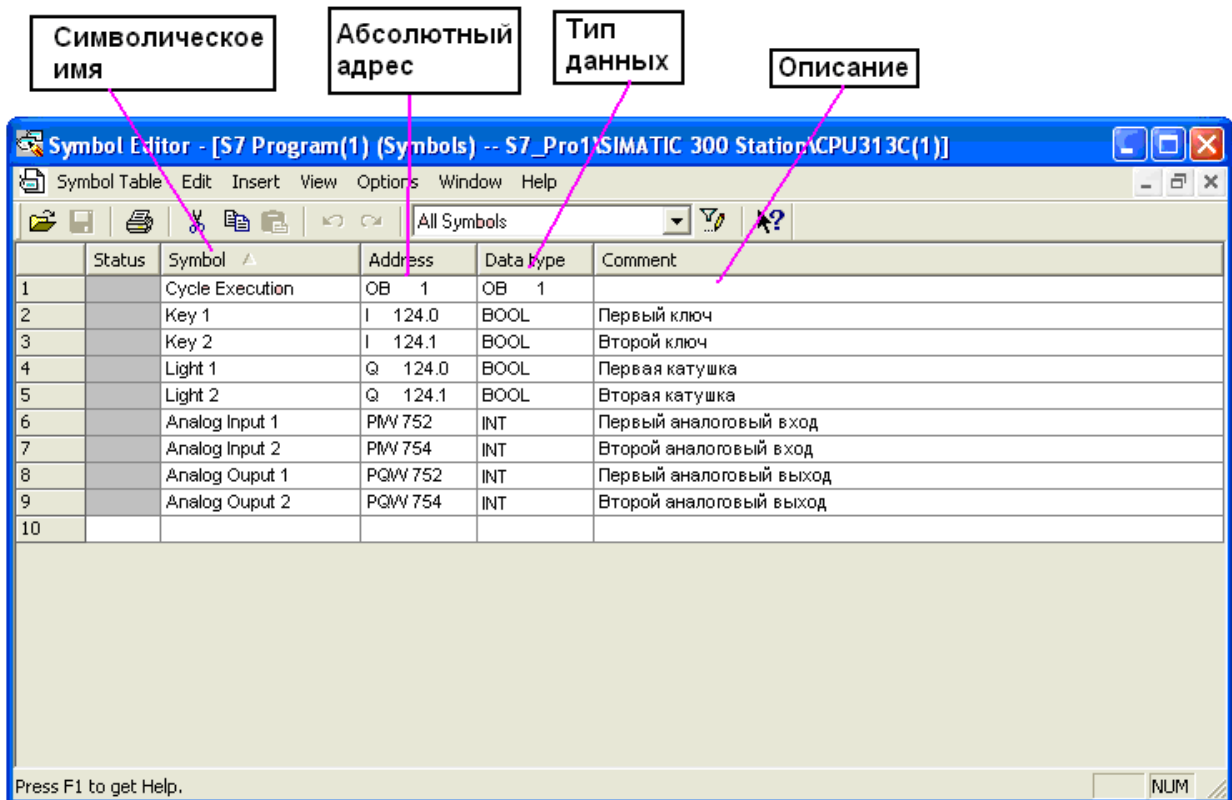 Символическое
имя
Абсолютный
адрес
Тип
данных
Описание
Symbol Editor - [S7 Program(1) (Symbols) -- S7_Pro1\SIMATIC 300 Station\CPU313C(1)]
Symbol Table Edit Insert View Options Window Help
All Symbols
Status Symbol Address Data type Comment
1 Cycle Execution OB 1 OB 1
2 Key 1 I 124.0 BOOL Первый ключ
3 Key 2 I 124.1 BOOL Второй ключ
4 Light 1 Q 124.0 BOOL Первая катушка
5 Light 2 Q 124.1 BOOL Вторая катушка
6 Analog Input 1 PIW 752 INT Первый аналоговый вход
7 Analog Input 2 PIW 754 INT Второй аналоговый вход
8 Analog Ouput 1 PQW 752 INT Первый аналоговый выход
9 Analog Ouput 2 PQW 754 INT Второй аналоговый выход
10
Press F1 to get Help. NUM